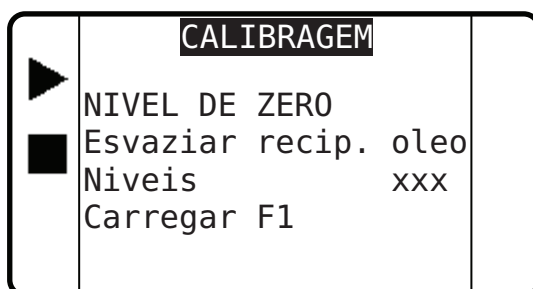 CALIBRAGEM
NIVEL DE ZERO
Esvaziar recip. oleo
Niveis xxx
Carregar F1